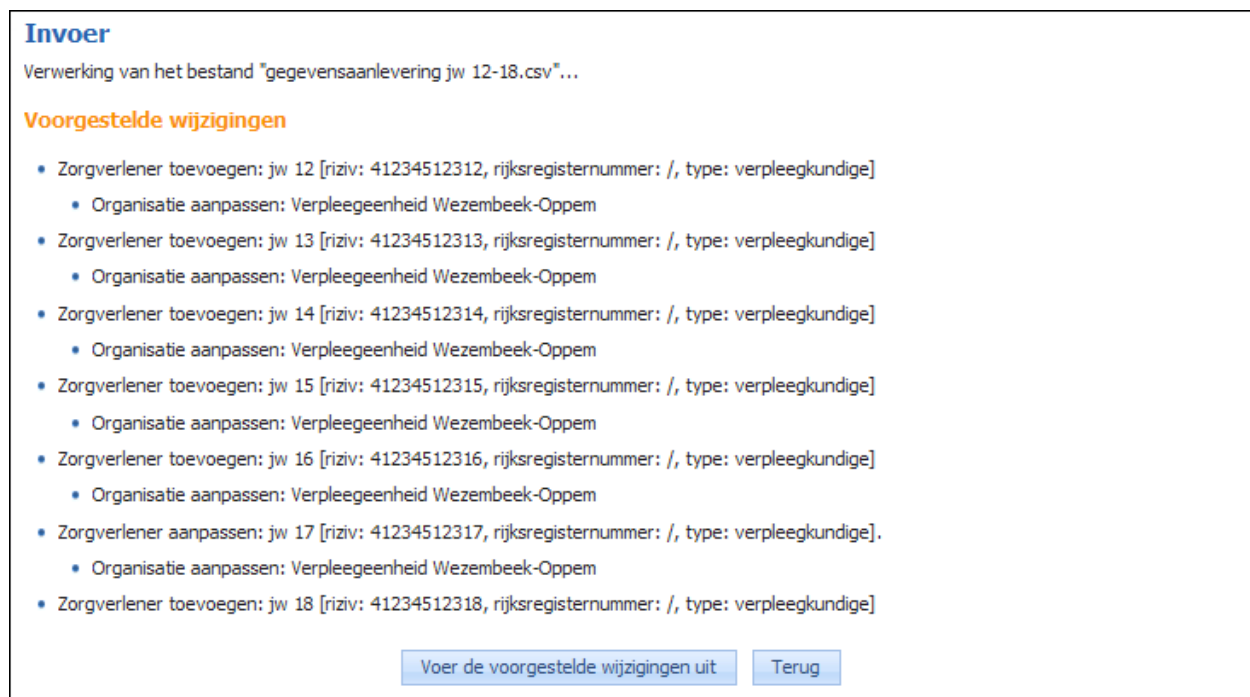 Invoer
Verwerking van het bestand "gegevensaanlevering jw 12-18.csv"...
Voorgestelde wijzigingen
Zorgverlener toevoegen: jw 12 [riziv: 41234512312, rijksregisternummer: /, type: verpleegkundige]
Organisatie aanpassen: Verpleegeenheid Wezembeek-Oppem
Zorgverlener toevoegen: jw 13 [riziv: 41234512313, rijksregisternummer: /, type: verpleegkundige]
Organisatie aanpassen: Verpleegeenheid Wezembeek-Oppem
Zorgverlener toevoegen: jw 14 [riziv: 41234512314, rijksregisternummer: /, type: verpleegkundige]
Organisatie aanpassen: Verpleegeenheid Wezembeek-Oppem
Zorgverlener toevoegen: jw 15 [riziv: 41234512315, rijksregisternummer: /, type: verpleegkundige]
Organisatie aanpassen: Verpleegeenheid Wezembeek-Oppem
Zorgverlener toevoegen: jw 16 [riziv: 41234512316, rijksregisternummer: /, type: verpleegkundige]
Organisatie aanpassen: Verpleegeenheid Wezembeek-Oppem
Zorgverlener aanpassen: jw 17 [riziv: 41234512317, rijksregisternummer: /, type: verpleegkundige].
Organisatie aanpassen: Verpleegeenheid Wezembeek-Oppem
Zorgverlener toevoegen: jw 18 [riziv: 41234512318, rijksregisternummer: /, type: verpleegkundige]
Voer de voorgestelde wijzigingen uit Terug